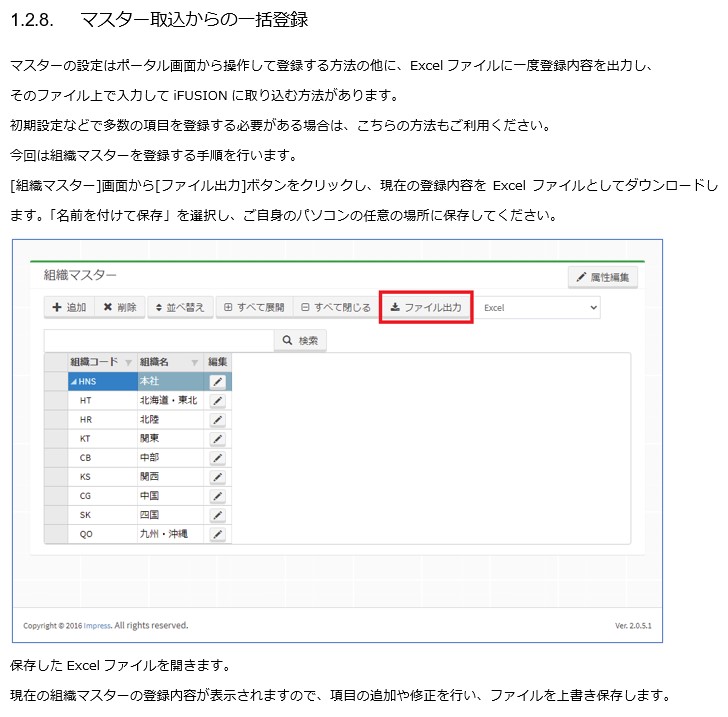 1.2.8. マスター取込からの一括登録
マスターの設定はポータル画面から操作して登録する方法の他に、Excel ファイルに一度登録内容を出力し、
そのファイル上で入力して iFUSION に取り込む方法があります。
初期設定などで多数の項目を登録する必要がある場合は、こちらの方法もご利用ください。
今回は組織マスターを登録する手順を行います。
[組織マスター]画面から[ファイル出力]ボタンをクリックし、現在の登録内容を Excel ファイルとしてダウンロードし
ます。「名前を付けて保存」を選択し、ご自身のパソコンの任意の場所に保存してください。
組織マスター 属性編集
追加 削除 並べ替え すべて展開 すべて閉じる ファイル出力 Excel
検索
組織コード 組織名 編集
HNS 本社
HT 北海道・東北
HR 北陸
KT 関東
CB 中部
KS 関西
CG 中国
SK 四国
QO 九州・沖縄
Copyright © 2016 Impress. All rights reserved. Ver. 2.0.5.1
保存した Excel ファイルを開きます。
現在の組織マスターの登録内容が表示されますので、項目の追加や修正を行い、ファイルを上書き保存します。